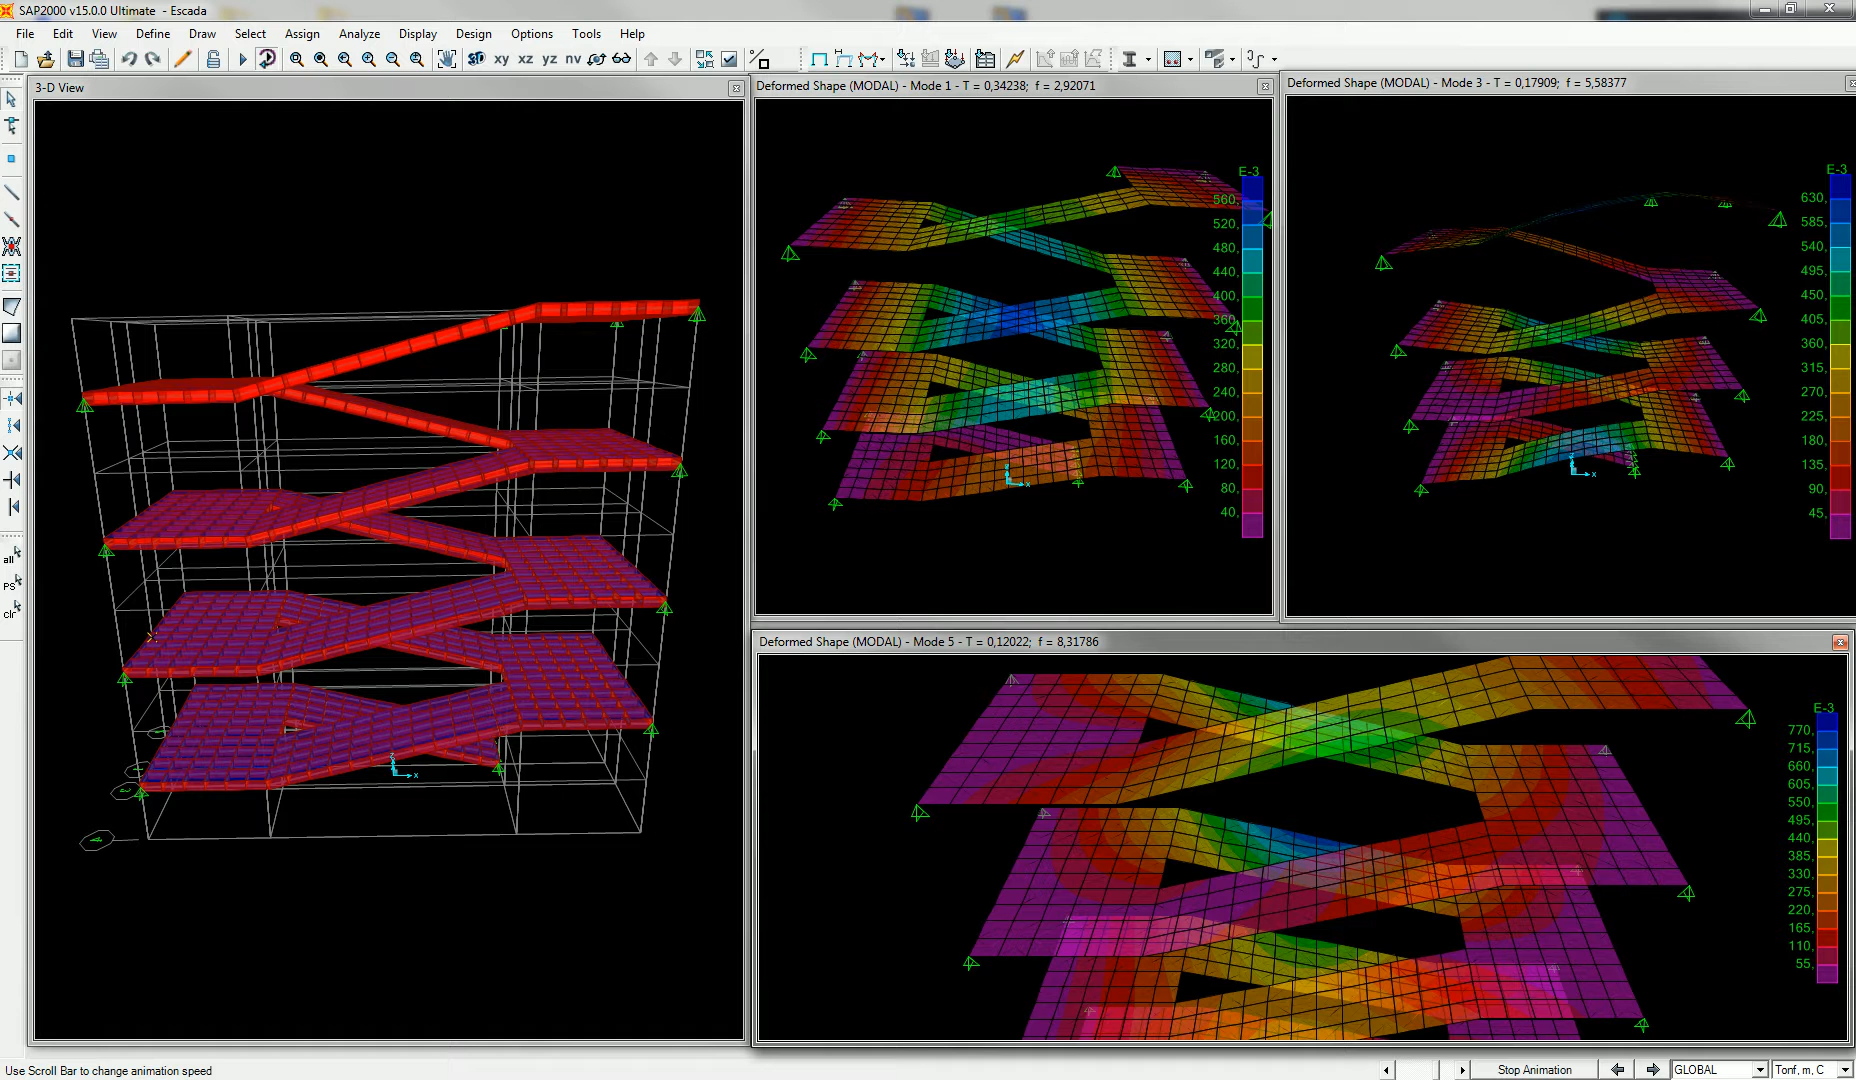 SAP2000 v15.0.0 Ultimate - Escada
File Edit View Define Draw Select Assign Analyze Display Design Options Tools Help
3D xy xz yz nv
3-D View
Deformed Shape (MODAL) - Mode 1 - T = 0,34238; f = 2,92071
Deformed Shape (MODAL) - Mode 3 - T = 0,17909; f = 5,58377
all
PS
clr
E-3
560,
520,
480,
440,
400,
360,
320,
280,
240,
200,
160,
120,
80,
40,
E-3
630,
585,
540,
495,
450,
405,
360,
315,
270,
225,
180,
135,
90,
45,
Deformed Shape (MODAL) - Mode 5 - T = 0,12022; f = 8,31786
E-3
770,
715,
660,
605,
550,
495,
440,
385,
330,
275,
220,
165,
110,
55,
Use Scroll Bar to change animation speed
Stop Animation
GLOBAL
Tonf, m, C